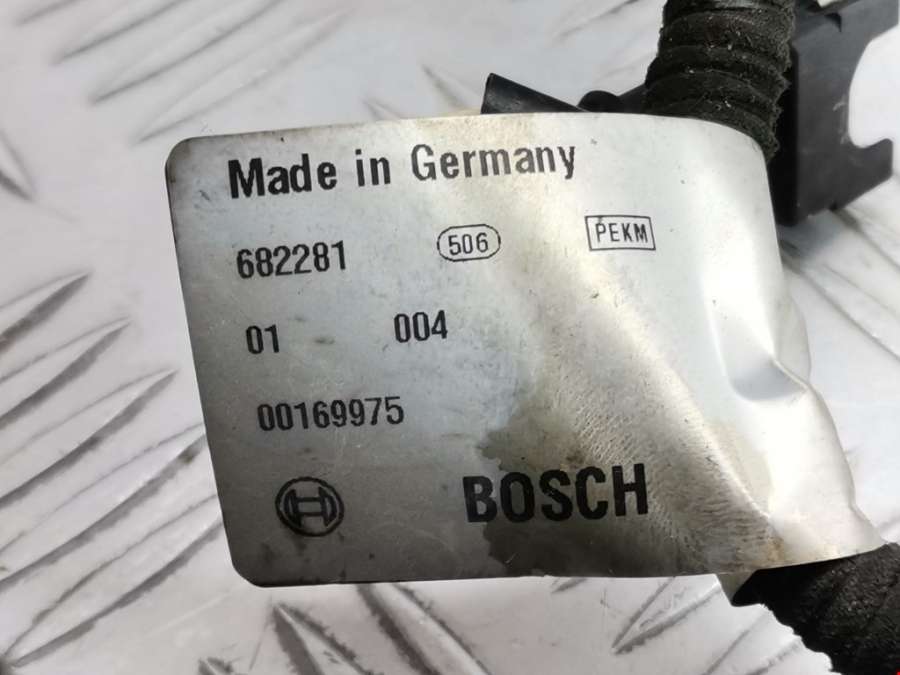 Made in Germany
682281 506 PEKM
01 004
00169975
BOSCH